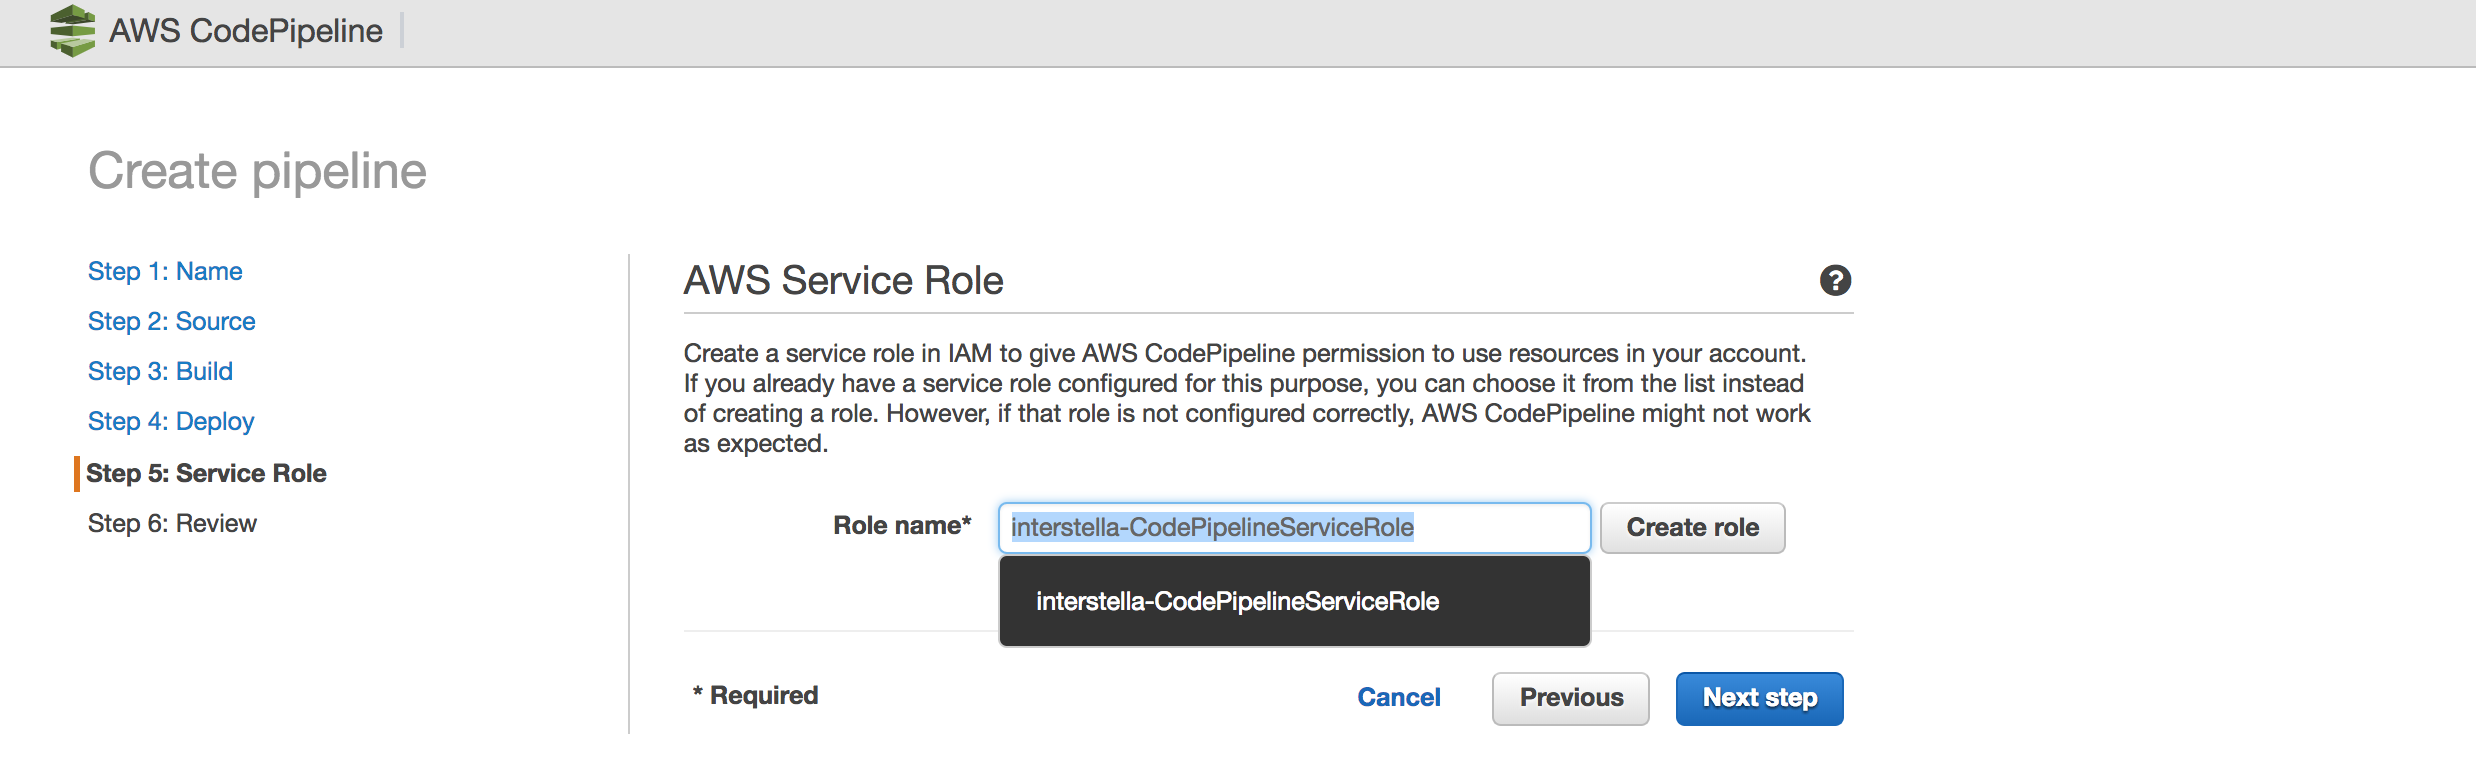 AWS CodePipeline
Create pipeline
Step 1: Name
Step 2: Source
Step 3: Build
Step 4: Deploy
Step 5: Service Role
Step 6: Review
AWS Service Role
?
Create a service role in IAM to give AWS CodePipeline permission to use resources in your account.
If you already have a service role configured for this purpose, you can choose it from the list instead
of creating a role. However, if that role is not configured correctly, AWS CodePipeline might not work
as expected.
Role name* interstella-CodePipelineServiceRole Create role
interstella-CodePipelineServiceRole
* Required Cancel Previous Next step